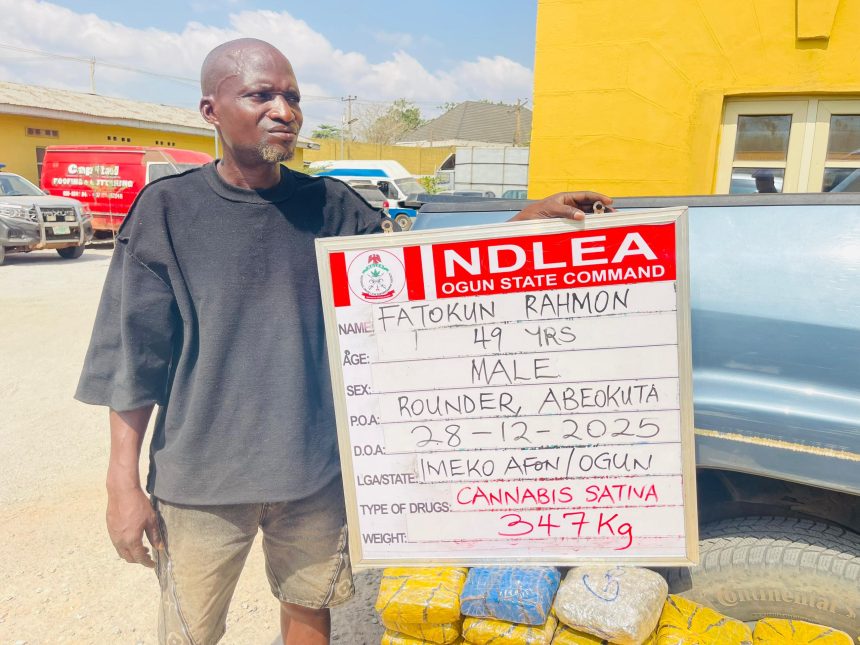 NDLEA
OGUN STATE COMMAND
NAME: FATOKUN RAHMON
AGE: 49 YRS
SEX: MALE
P.O.A: ROUNDER, ABEOKUTA
D.O.A: 28-12-2025
LGA/STATE: IMEKO AFON/OGUN
TYPE OF DRUGS: CANNABIS SATIVA
WEIGHT: 347 Kg
Continental